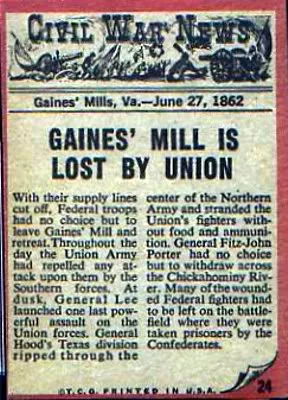 CIVIL WAR NEWS
Gaines' Mills, Va.—June 27, 1862
GAINES' MILL IS
LOST BY UNION
With their supply lines
cut off, Federal troops
had no choice but to
leave Gaines' Mill and
retreat. Throughout the
day the Union Army
had repelled any at-
tack upon them by the
Southern forces. At
dusk, General Lee
launched one last pow-
erful assault on the
Union forces. General
Hood's Texas division
ripped through the
center of the Northern
Army and stranded the
Union's fighters with-
out food and ammuni-
tion. General Fitz-John
Porter had no choice
but to withdraw across
the Chickahominy Riv-
er. Many of the wound-
ed Federal fighters had
to be left on the battle-
field where they were
taken prisoners by the
Confederates.
©T.C.G. PRINTED IN U.S.A.
24